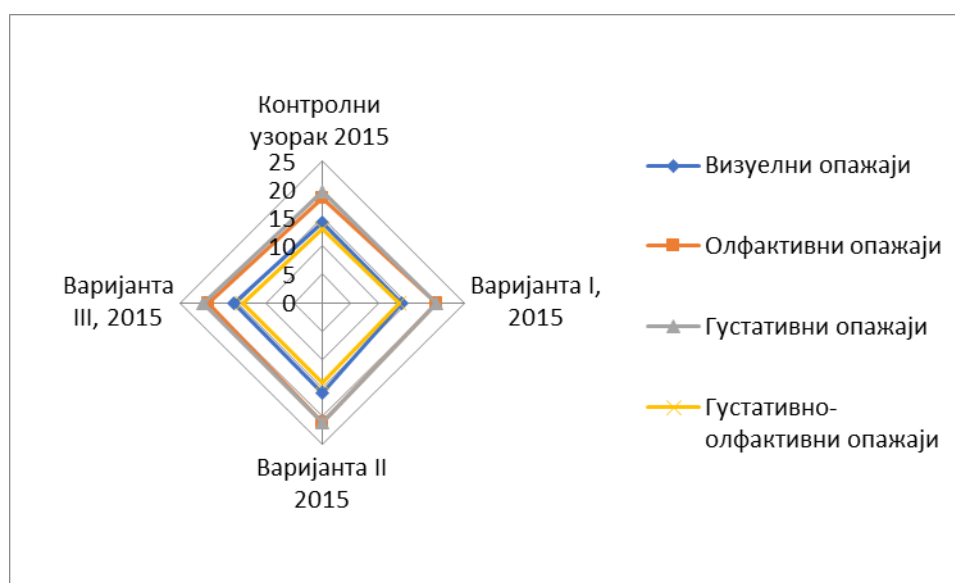 Контролни
узорак 2015
25
20
15
10
5
0
Варијанта I,
2015
Варијанта II
2015
Варијанта
III, 2015
Визуелни опажаји
Олфактивни опажаји
Густативни опажаји
Густативно-
олфактивни опажаји